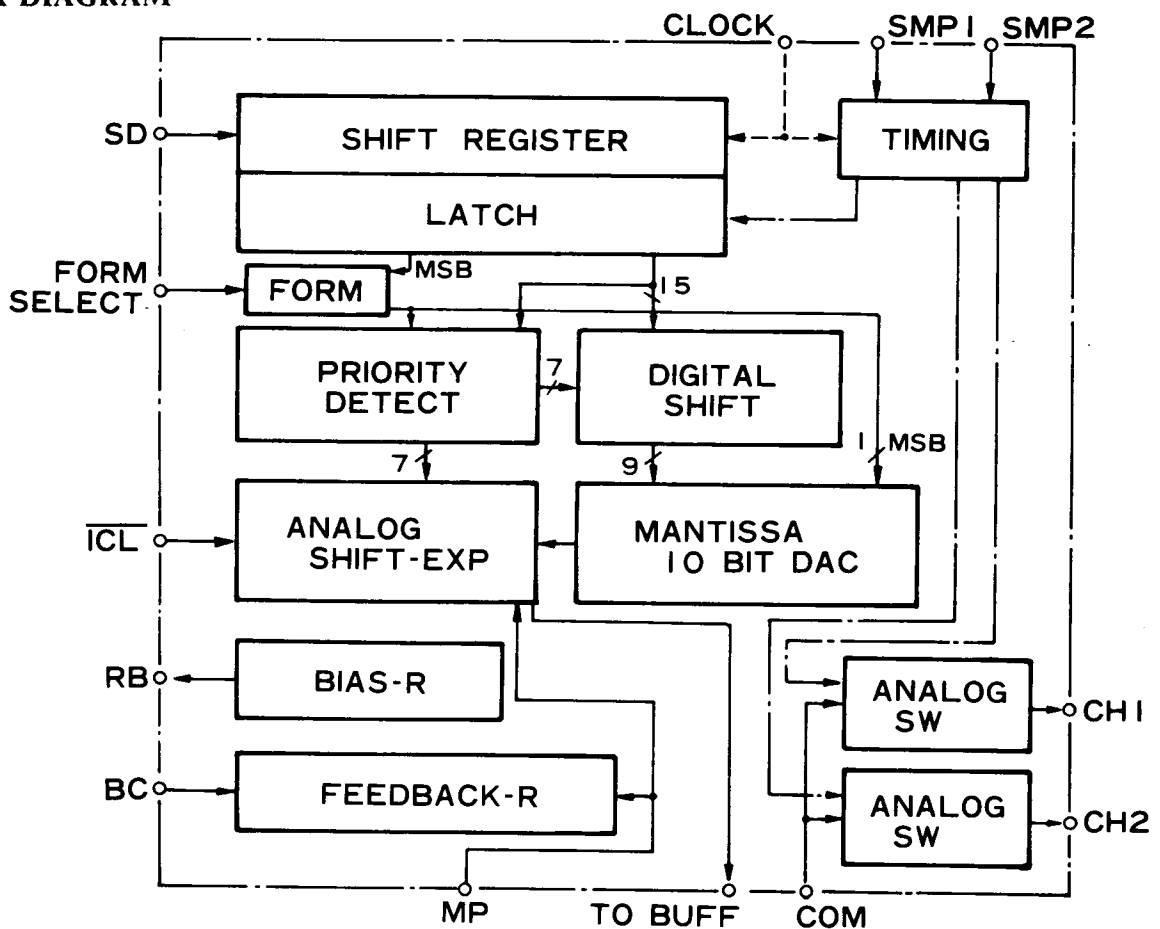 DIAGRAM
CLOCK
SMP1
SMP2
SD
SHIFT REGISTER
TIMING
LATCH
FORM
SELECT
FORM
MSB
15
PRIORITY
DETECT
7
DIGITAL
SHIFT
7
9
1
MSB
ICL
ANALOG
SHIFT-EXP
MANTISSA
10 BIT DAC
RB
BIAS-R
ANALOG
SW
CH1
BC
FEEDBACK-R
ANALOG
SW
CH2
MP
TO BUFF
COM